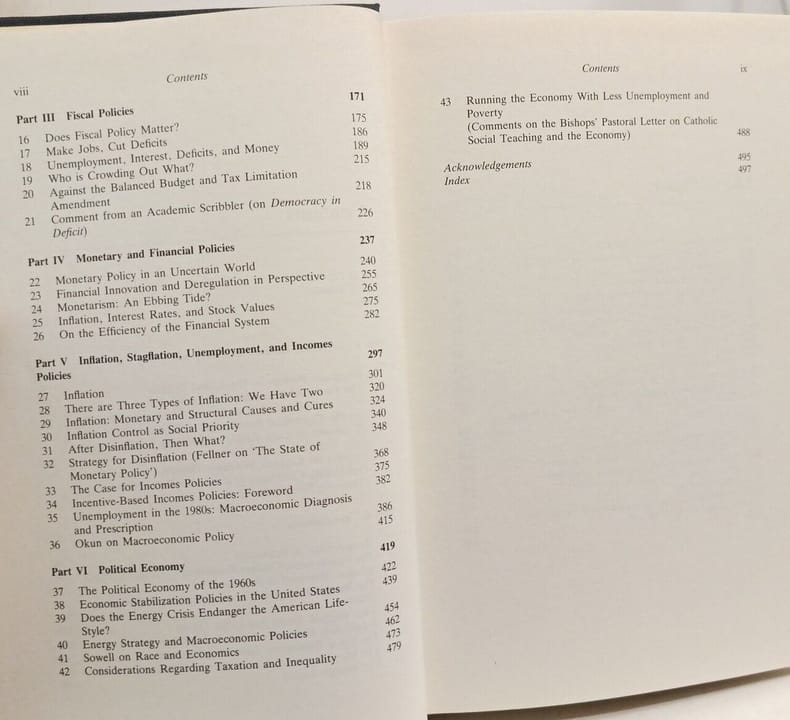 viii Contents
Part III Fiscal Policies 171
16 Does Fiscal Policy Matter? 175
17 Make Jobs, Cut Deficits 186
18 Unemployment, Interest, Deficits, and Money 189
19 Who is Crowding Out What? 215
20 Against the Balanced Budget and Tax Limitation
Amendment 218
21 Comment from an Academic Scribbler (on Democracy in
Deficit) 226
Part IV Monetary and Financial Policies 237
22 Monetary Policy in an Uncertain World 240
23 Financial Innovation and Deregulation in Perspective 255
24 Monetarism: An Ebbing Tide? 265
25 Inflation, Interest Rates, and Stock Values 275
26 On the Efficiency of the Financial System 282
Part V Inflation, Stagflation, Unemployment, and Incomes
Policies 297
27 Inflation 301
28 There are Three Types of Inflation: We Have Two 320
29 Inflation: Monetary and Structural Causes and Cures 324
30 Inflation Control as Social Priority 340
31 After Disinflation, Then What? 348
32 Strategy for Disinflation (Fellner on ‘The State of
Monetary Policy’) 368
33 The Case for Incomes Policies 375
34 Incentive-Based Incomes Policies: Foreword 382
35 Unemployment in the 1980s: Macroeconomic Diagnosis
and Prescription 386
36 Okun on Macroeconomic Policy 415
Part VI Political Economy 419
37 The Political Economy of the 1960s 422
38 Economic Stabilization Policies in the United States 439
39 Does the Energy Crisis Endanger the American Life-
Style? 454
40 Energy Strategy and Macroeconomic Policies 462
41 Sowell on Race and Economics 473
42 Considerations Regarding Taxation and Inequality 479
Contents ix
43 Running the Economy With Less Unemployment and
Poverty
(Comments on the Bishops' Pastoral Letter on Catholic
Social Teaching and the Economy) 488
Acknowledgements 495
Index 497